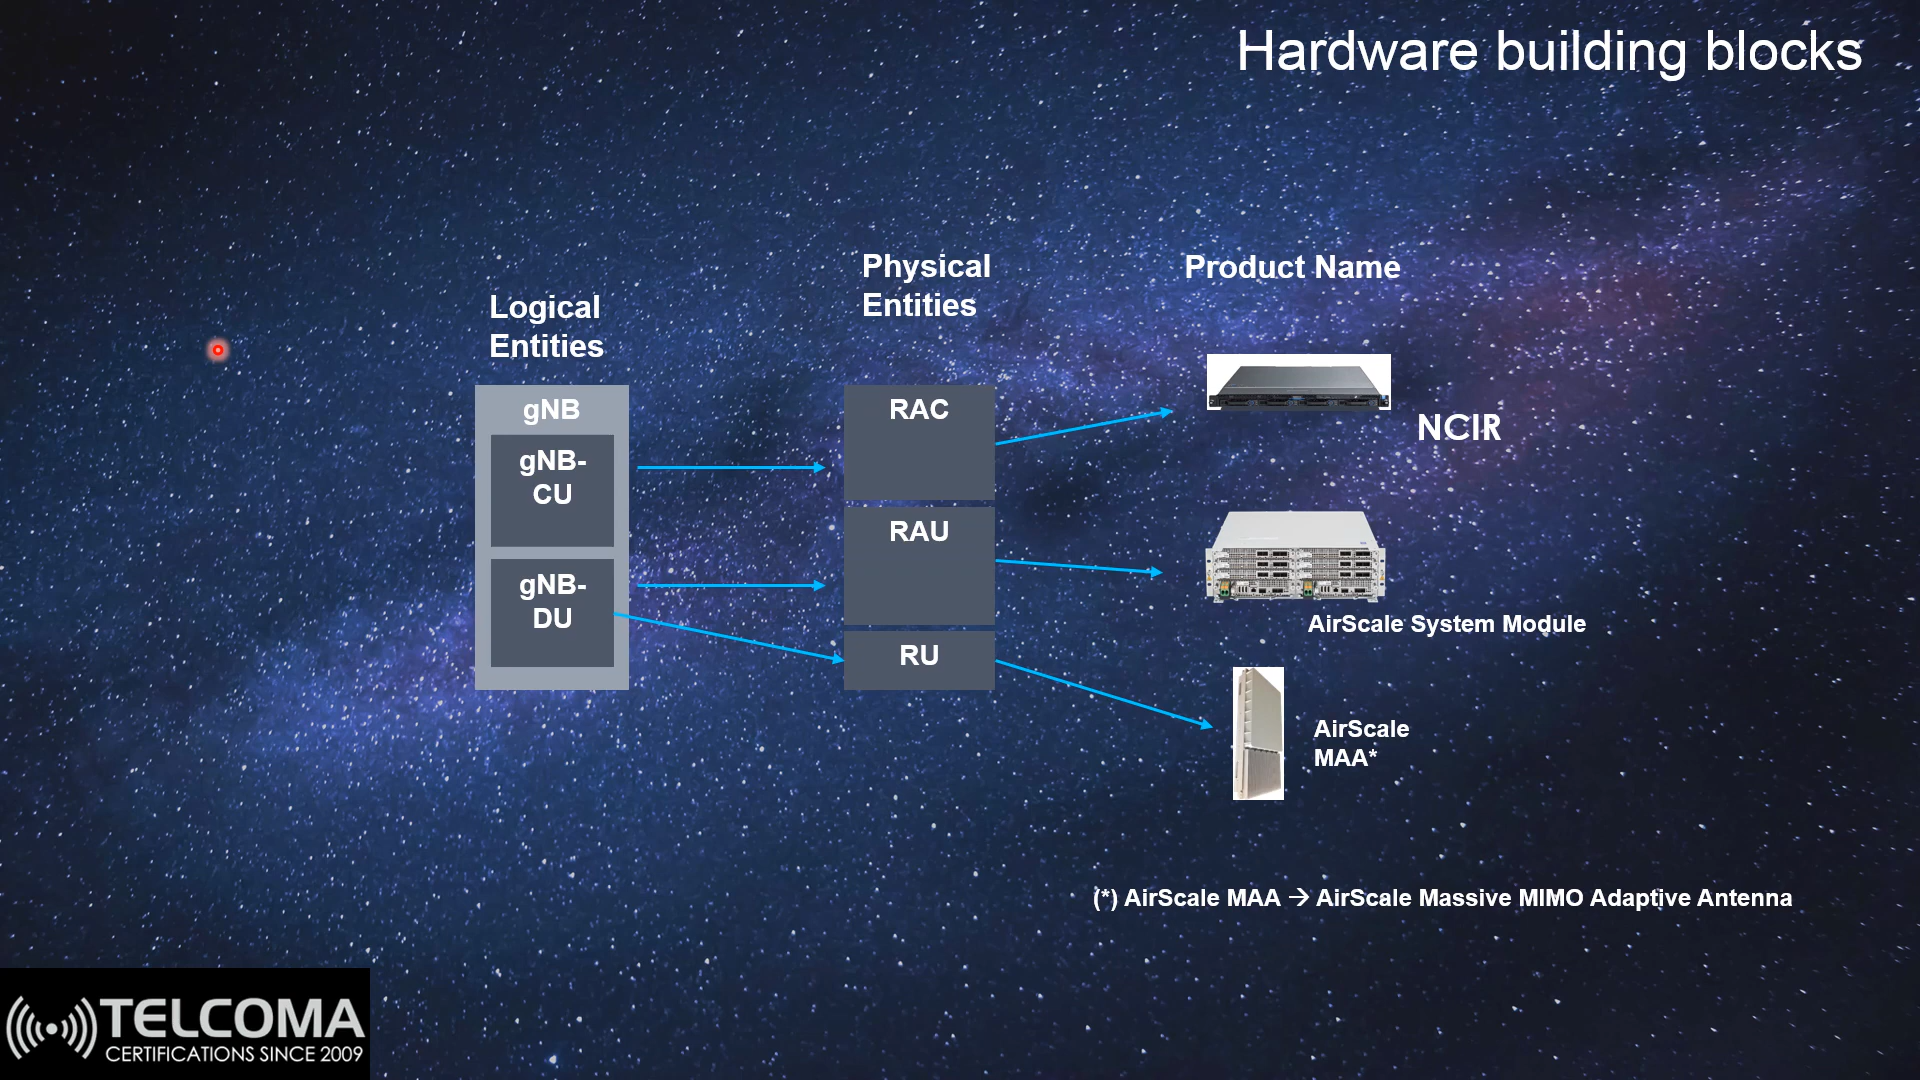 Hardware building blocks
Logical
Entities
gNB
gNB-
CU
gNB-
DU
Physical
Entities
RAC
RAU
RU
Product Name
NCIR
AirScale System Module
AirScale
MAA*
(*) AirScale MAA → AirScale Massive MIMO Adaptive Antenna
TELCOMA
CERTIFICATIONS SINCE 2009